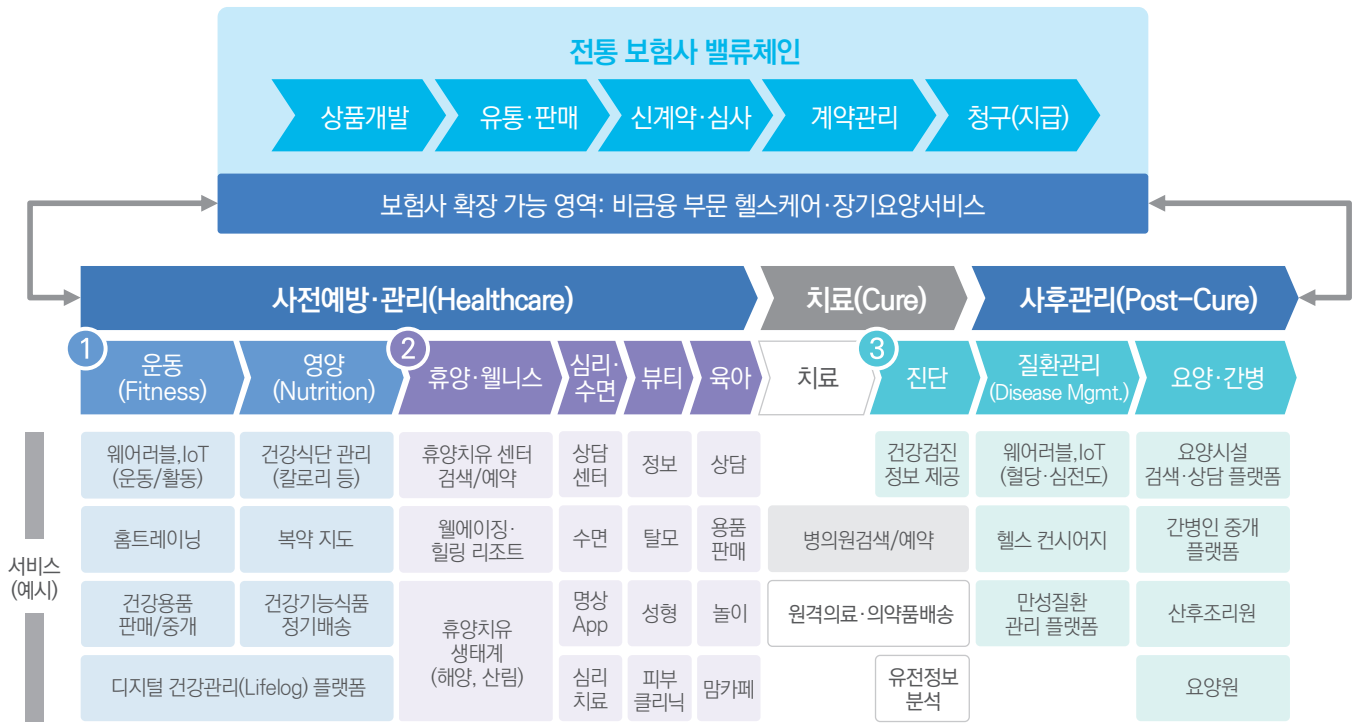 전통 보험사 밸류체인
상품개발
유통·판매
신계약·심사
계약관리
청구(지급)
보험사 확장 가능 영역: 비금융 부문 헬스케어·장기요양서비스
사전예방·관리(Healthcare)
치료(Cure)
사후관리(Post-Cure)
1
운동
(Fitness)
영양
(Nutrition)
2
휴양·웰니스
심리·
수면
뷰티
육아
치료
3
진단
질환관리
(Disease Mgmt.)
요양·간병
서비스
(예시)
웨어러블,IoT
(운동/활동)
건강식단 관리
(칼로리 등)
휴양치유 센터
검색/예약
상담
센터
정보
상담
건강검진
정보 제공
웨어러블,IoT
(혈당·심전도)
요양시설
검색·상담 플랫폼
홈트레이닝
복약 지도
웰에이징·
힐링 리조트
수면
탈모
용품
판매
병의원검색/예약
헬스 컨시어지
간병인 중개
플랫폼
건강용품
판매/중개
건강기능식품
정기배송
휴양치유
생태계
(해양, 산림)
명상
App
성형
놀이
원격의료·의약품배송
만성질환
관리 플랫폼
산후조리원
디지털 건강관리(Lifelog) 플랫폼
심리
치료
피부
클리닉
맘카페
유전정보
분석
요양원